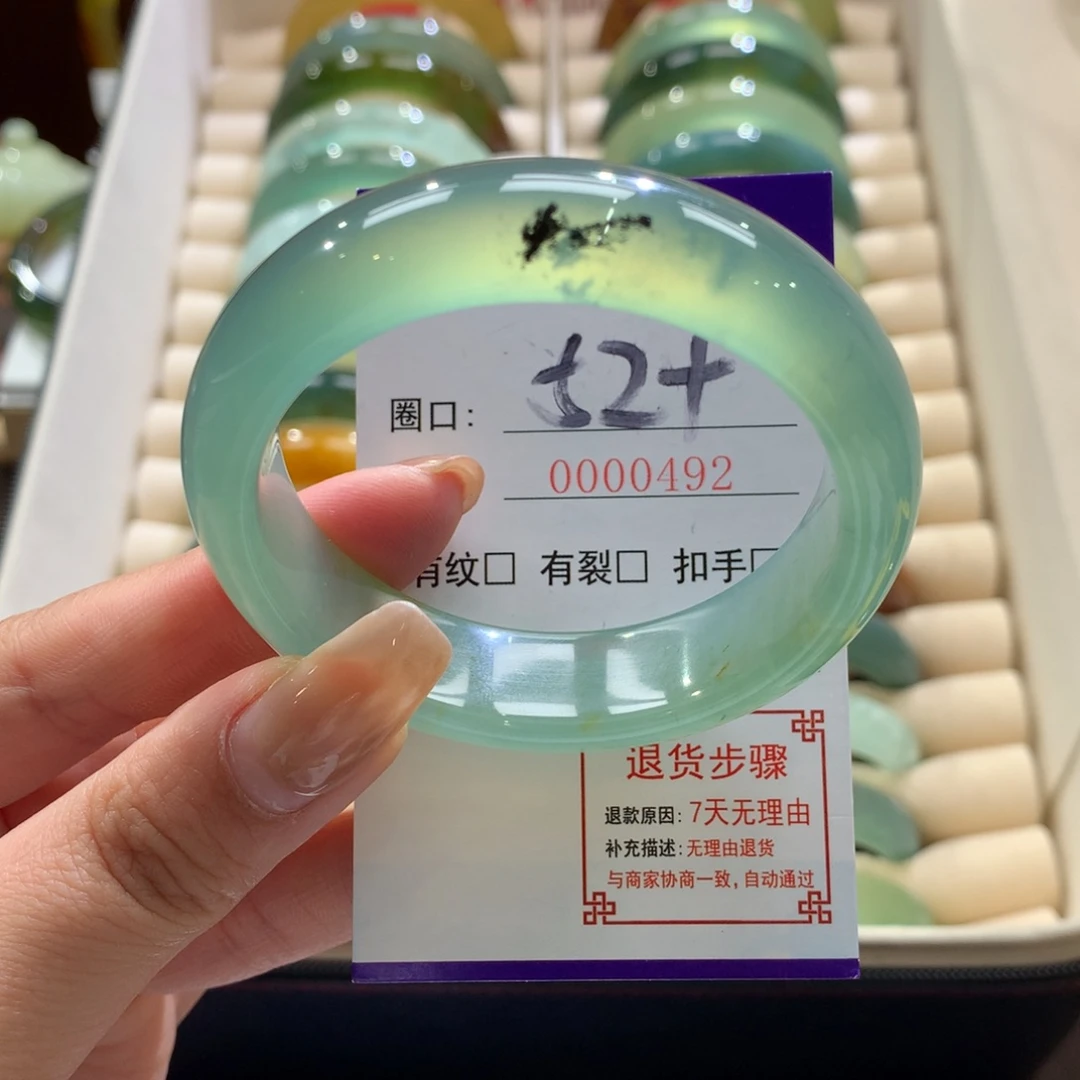 圈口: 52+
0000492
有纹□ 有裂□ 扣手□
退货步骤
退款原因: 7天无理由
补充描述: 无理由退货
与商家协商一致, 自动通过